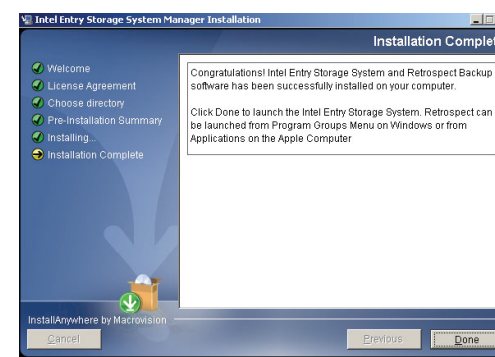 Intel Entry Storage System Manager Installation
Installation Complet
Welcome
License Agreement
Choose directory
Pre-Installation Summary
Installing...
Installation Complete
Congratulations! Intel Entry Storage System and Retrospect Backup
software has been successfully installed on your computer.
Click Done to launch the Intel Entry Storage System. Retrospect can
be launched from Program Groups Menu on Windows or from
Applications on the Apple Computer
InstallAnywhere by Macrovision
Cancel
Previous
Done